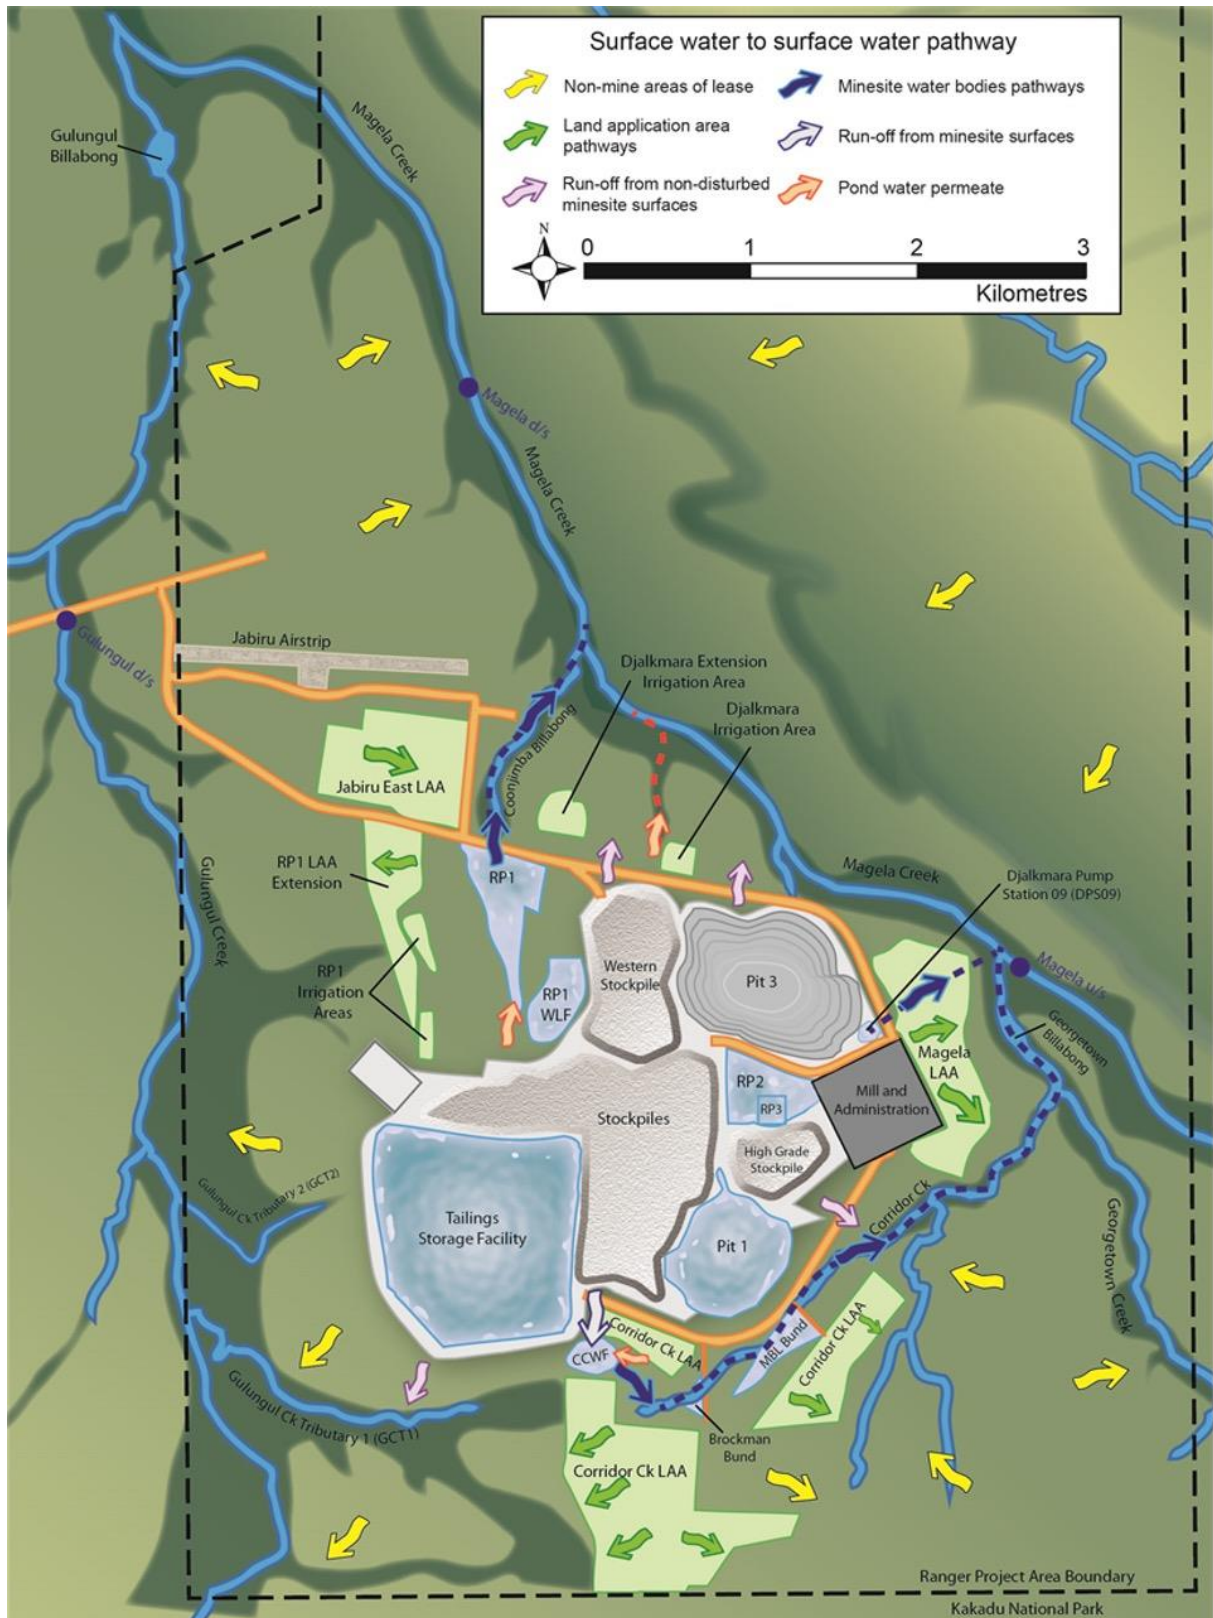 Surface water to surface water pathway
Non-mine areas of lease
Minesite water bodies pathways
Land application area
pathways
Run-off from minesite surfaces
Run-off from non-disturbed
minesite surfaces
Pond water permeate
N
0
1
2
3
Kilometres
Gulungul
Billabong
Magela Creek
Magela d/s
Magela Creek
Gulungul d/s
Jabiru Airstrip
Djalkmara Extension
Irrigation Area
Djalkmara
Irrigation Area
Coonjimba Billabong
Jabiru East LAA
RP1 LAA
Extension
RP1
Gulungul Creek
Magela Creek
Djalkmara Pump
Station 09 (DPS09)
RP1
Irrigation
Areas
RP1
WLF
Western
Stockpile
Pit 3
Magela u/s
Georgetown
Billabong
Magela
LAA
RP2
RP3
Mill and
Administration
Stockpiles
High Grade
Stockpile
Gulungul Ck Tributary 2 (GCT2)
Tailings
Storage Facility
Pit 1
Corridor Ck
Georgetown Creek
Corridor Ck LAA
CCWF
MBL Bund
Corridor Ck LAA
Gulungul Ck Tributary 1 (GCT1)
Brockman
Bund
Corridor Ck LAA
Ranger Project Area Boundary
Kakadu National Park